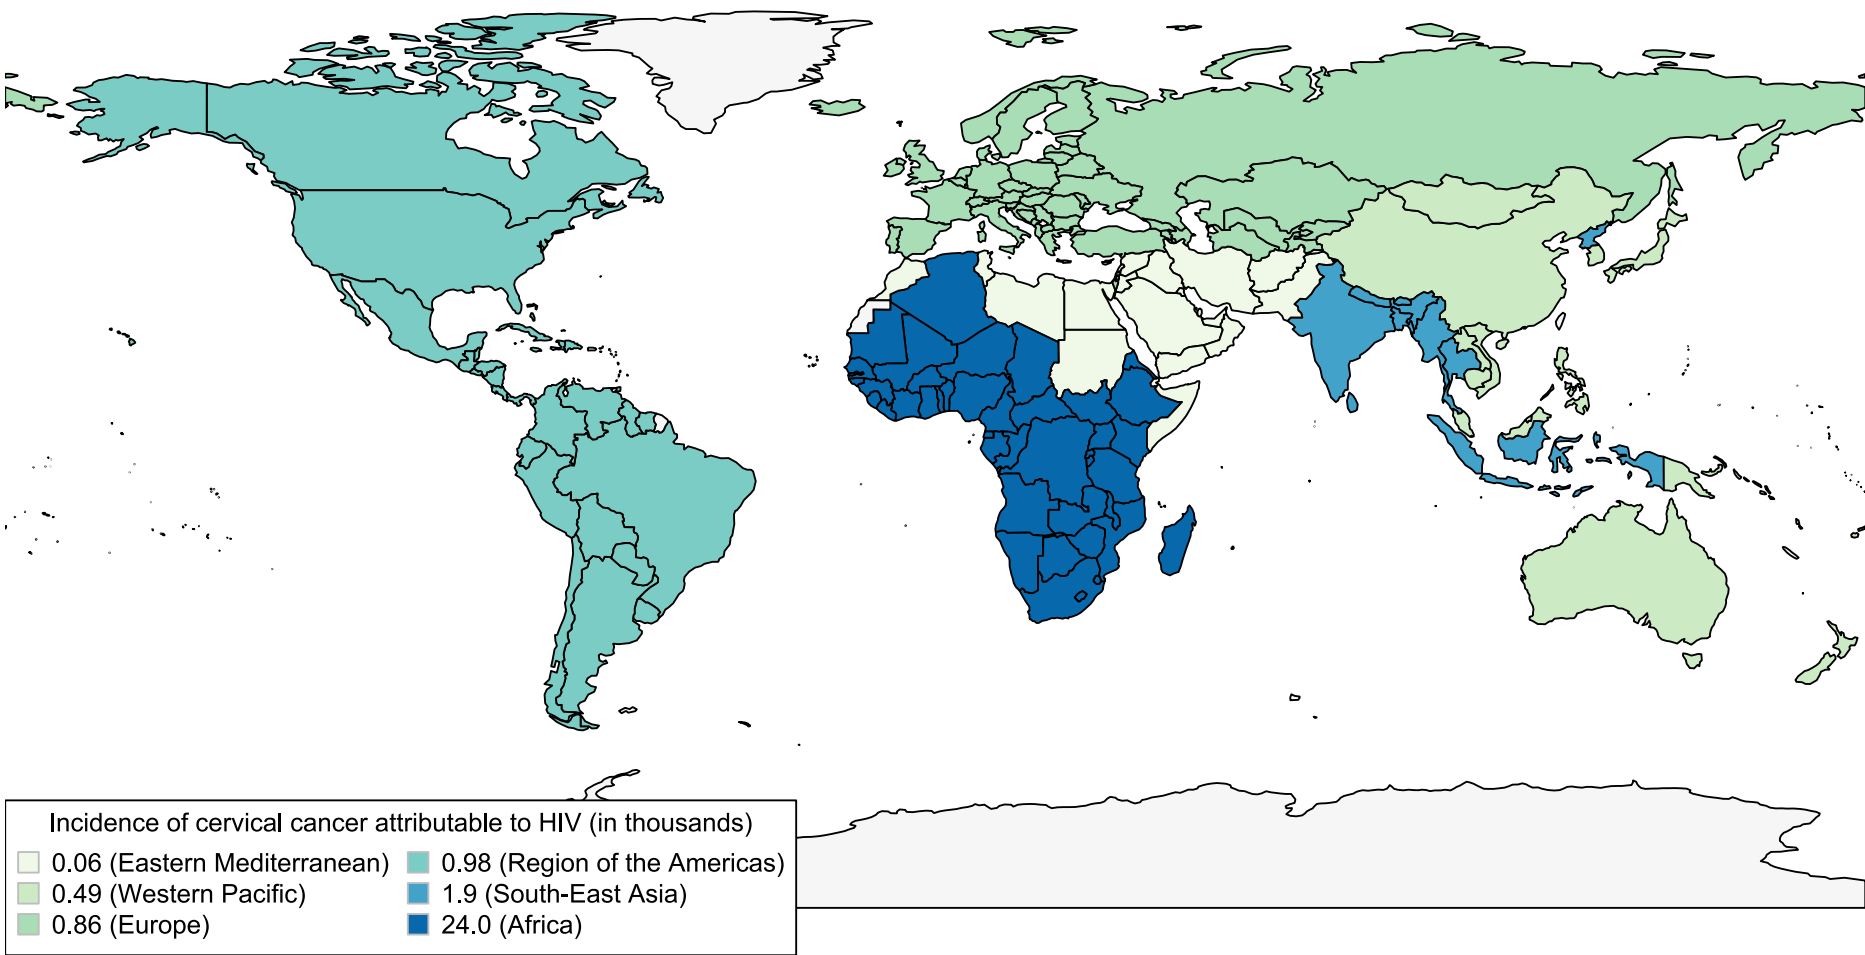 Incidence of cervical cancer attributable to HIV (in thousands)
0.06 (Eastern Mediterranean)
0.49 (Western Pacific)
0.86 (Europe)
0.98 (Region of the Americas)
1.9 (South-East Asia)
24.0 (Africa)